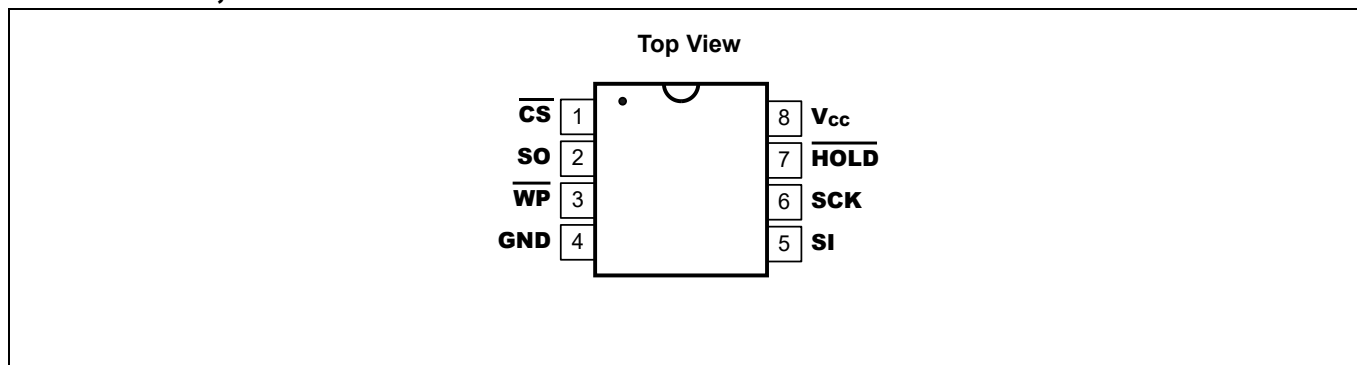 Top View
CS 1
SO 2
WP 3
GND 4
8 Vcc
7 HOLD
6 SCK
5 SI